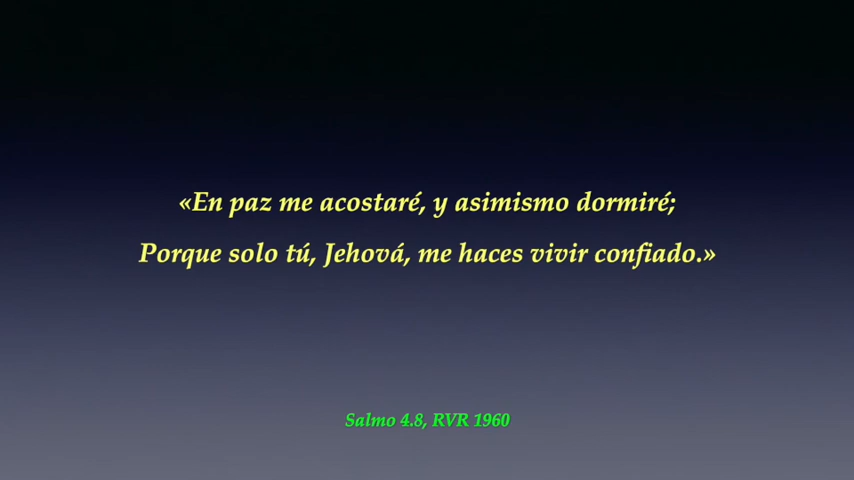 «En paz me acostaré, y asimismo dormiré;
Porque solo tú, Jehová, me haces vivir confiado.»
Salmo 4.8, RVR 1960